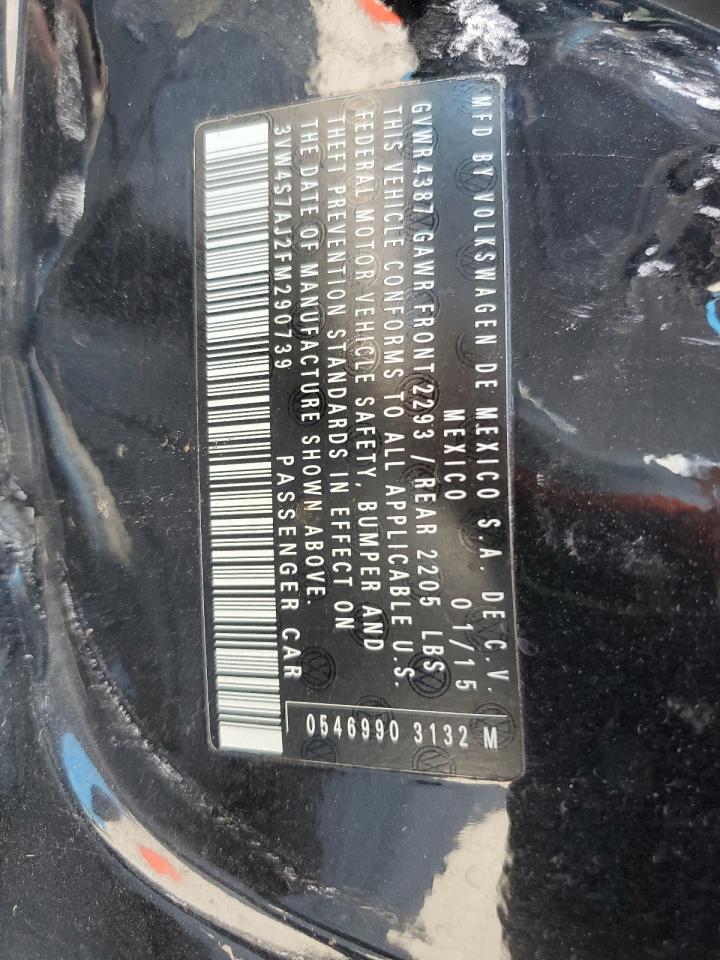 MFD BY VOLKSWAGEN DE MEXICO S.A. DE C.V.
MEXICO 01/15
GVWR 4387 / GAWR FRONT 2293 / REAR 2205 LBS
THIS VEHICLE CONFORMS TO ALL APPLICABLE U.S.
FEDERAL MOTOR VEHICLE SAFETY, BUMPER AND
THEFT PREVENTION STANDARDS IN EFFECT ON
THE DATE OF MANUFACTURE SHOWN ABOVE.
3VW4S7AJ2FM290739 PASSENGER CAR
0546990 3132 M